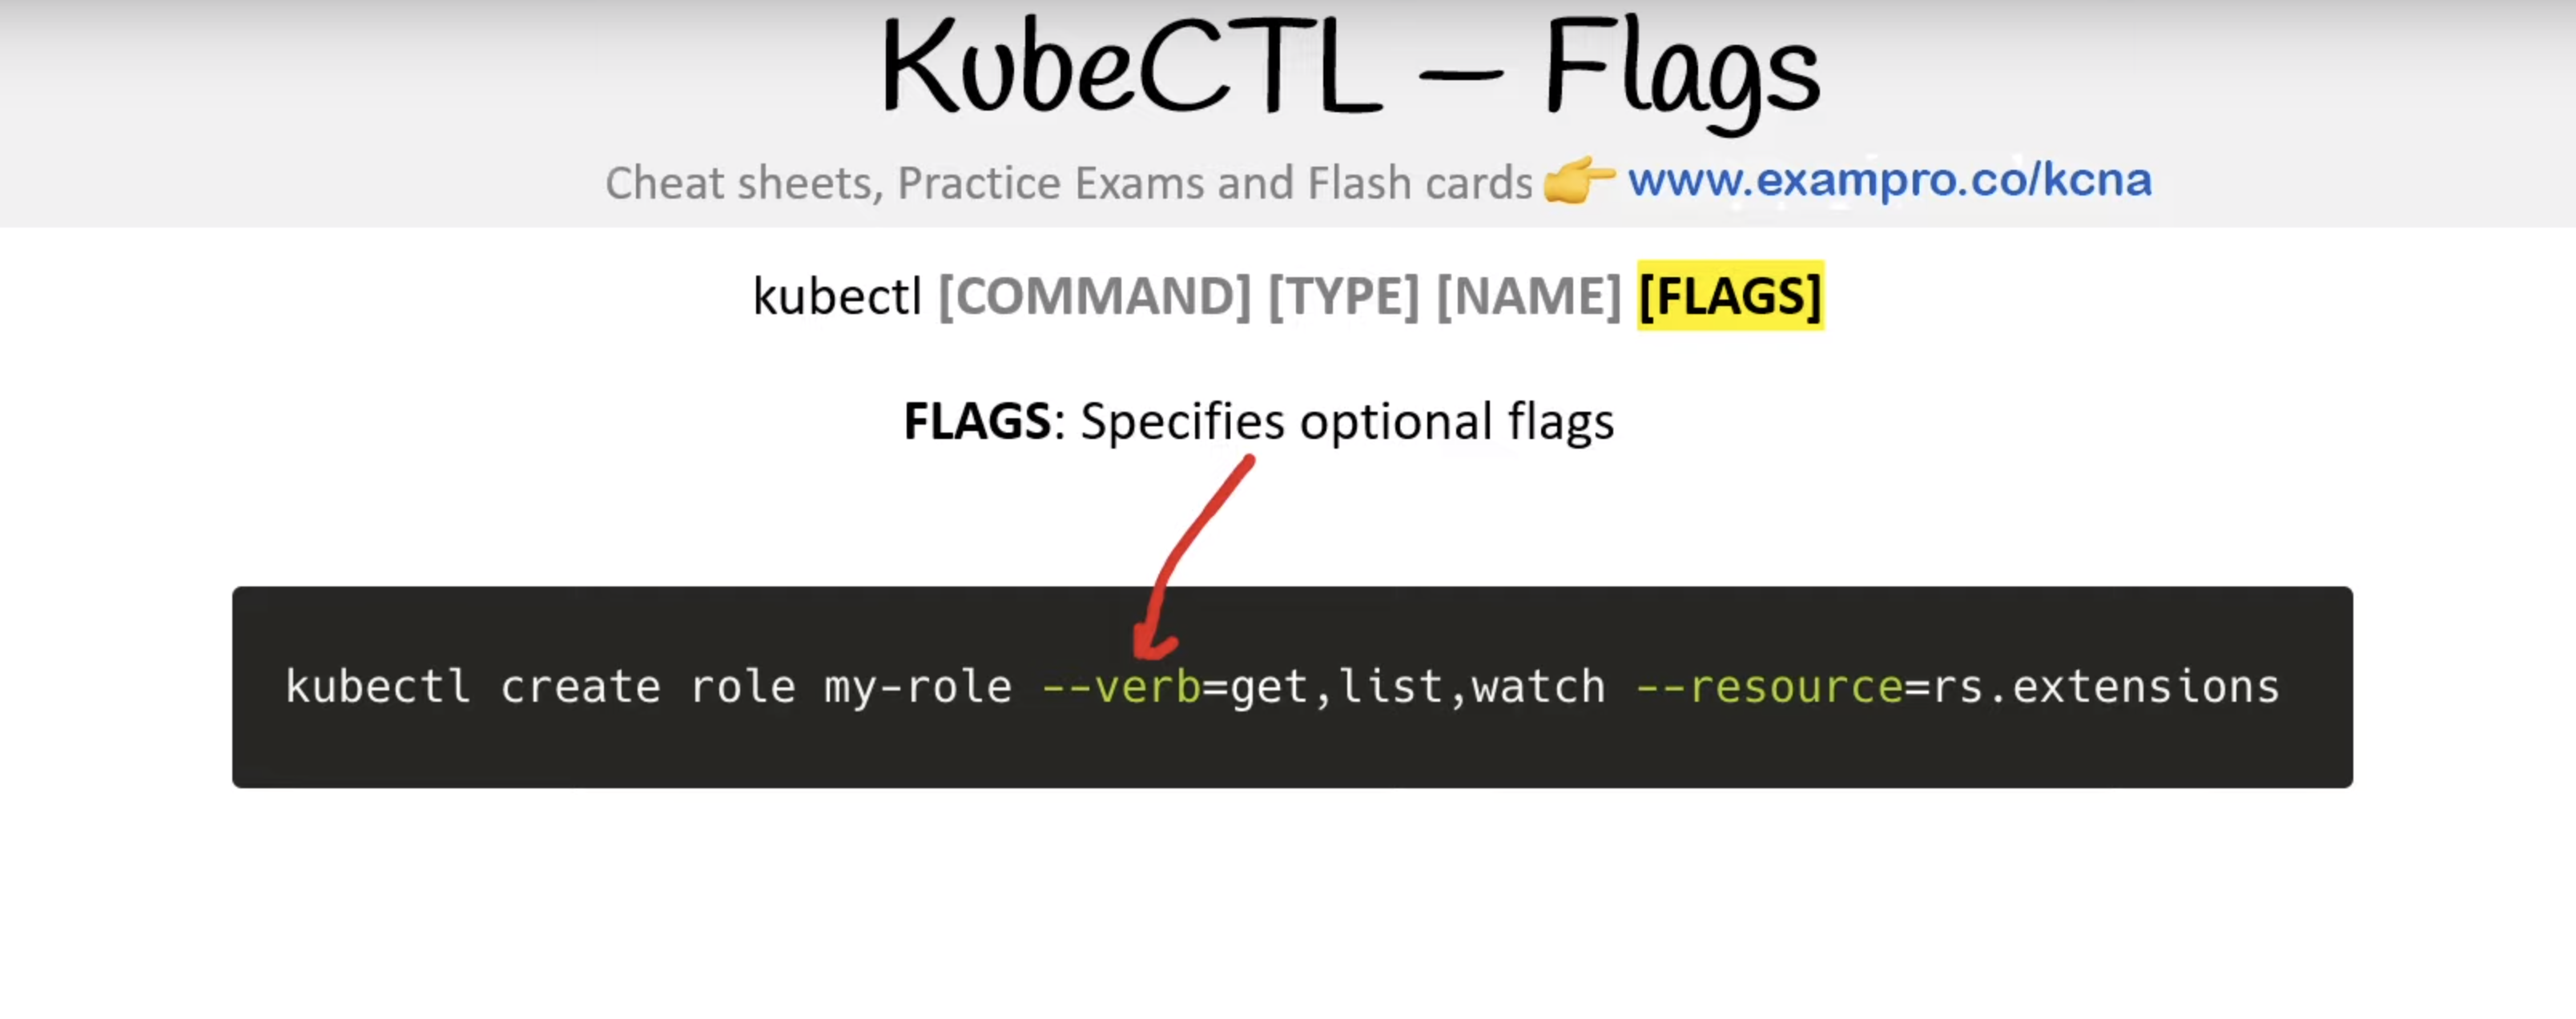 KubeCTL – Flags
Cheat sheets, Practice Exams and Flash cards 👉 www.exampro.co/kcna
kubectl [COMMAND] [TYPE] [NAME] [FLAGS]
FLAGS: Specifies optional flags
kubectl create role my-role --verb=get,list,watch --resource=rs.extensions